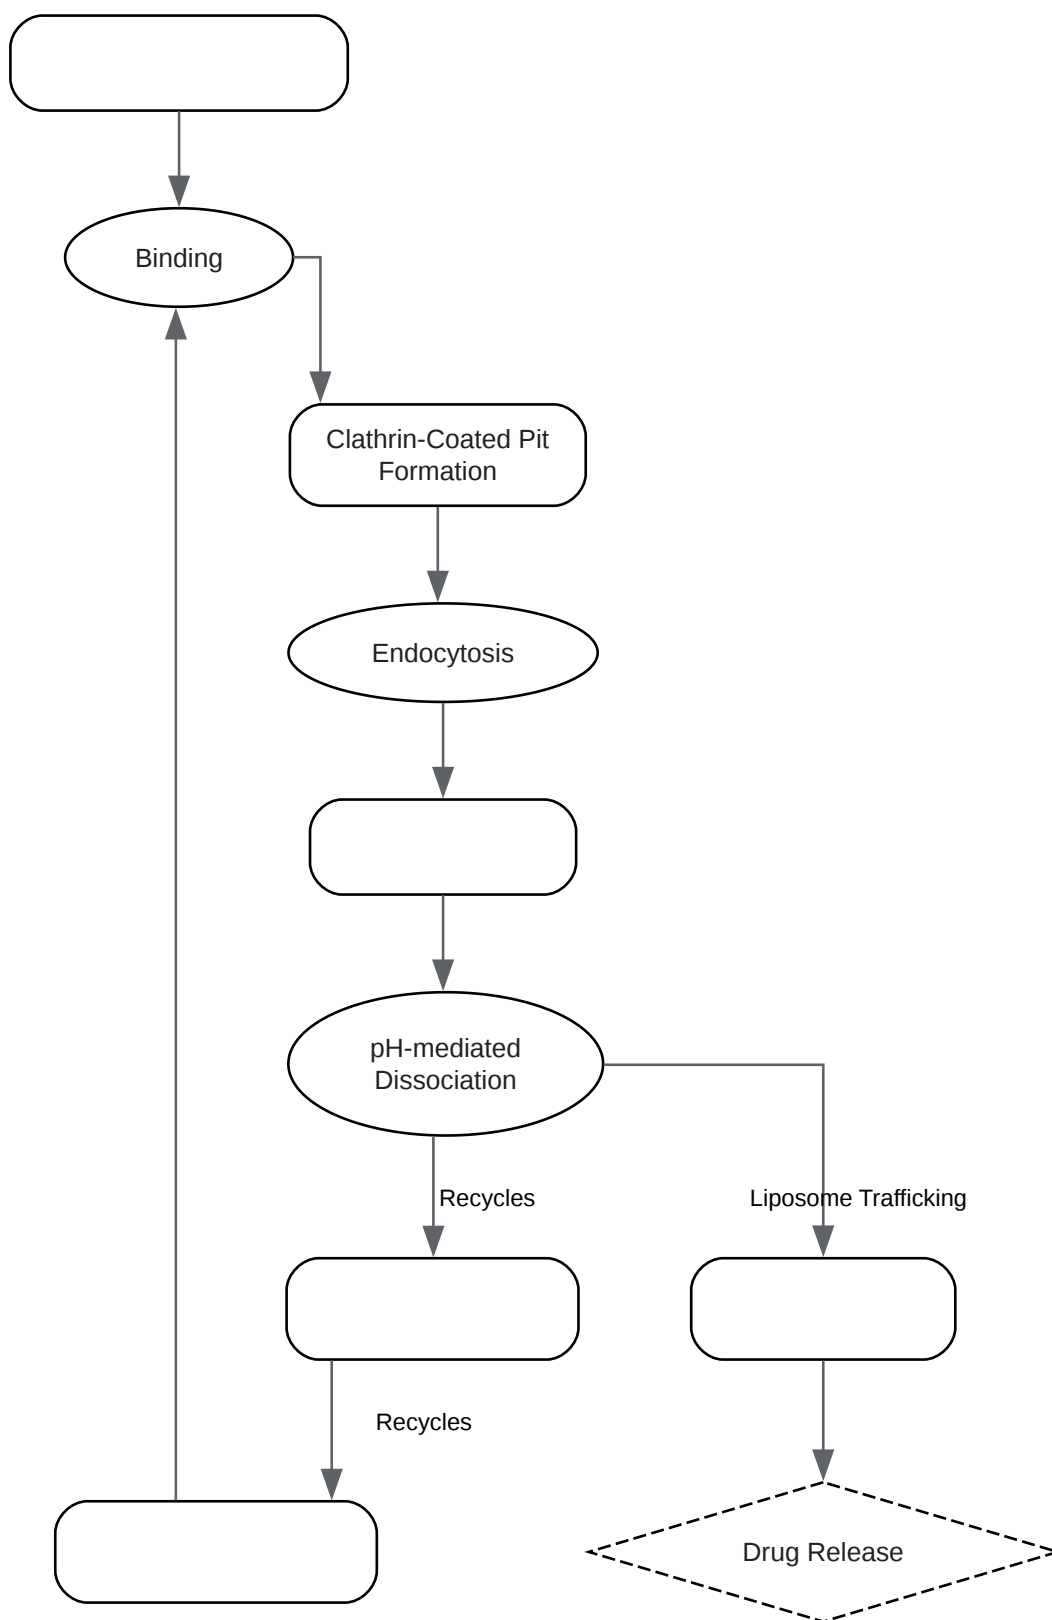 Binding
Clathrin-Coated Pit
Formation
Endocytosis
pH-mediated
Dissociation
Recycles
Liposome Trafficking
Recycles
Drug Release